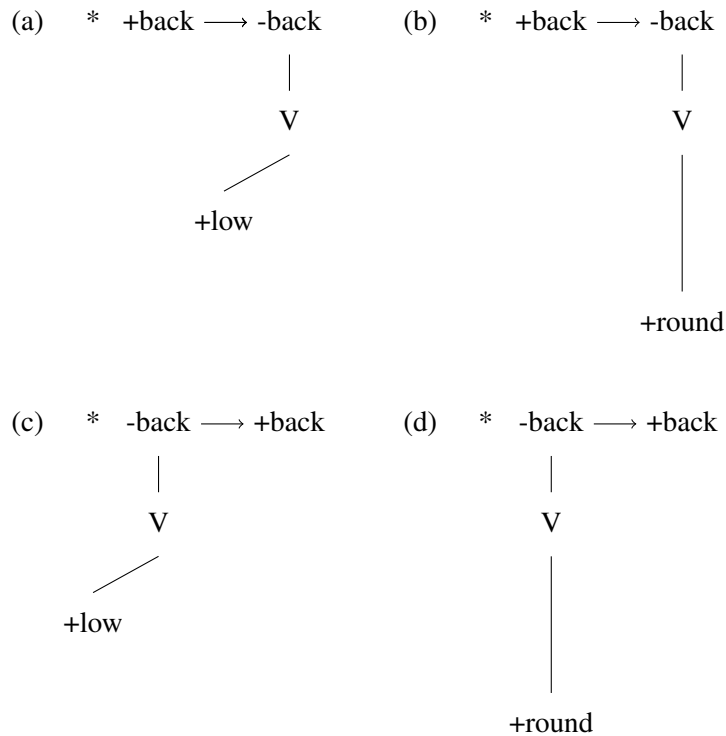 (a) * +back → -back (b) * +back → -back
V V
+low
+round
(c) * -back → +back (d) * -back → +back
V V
+low
+round